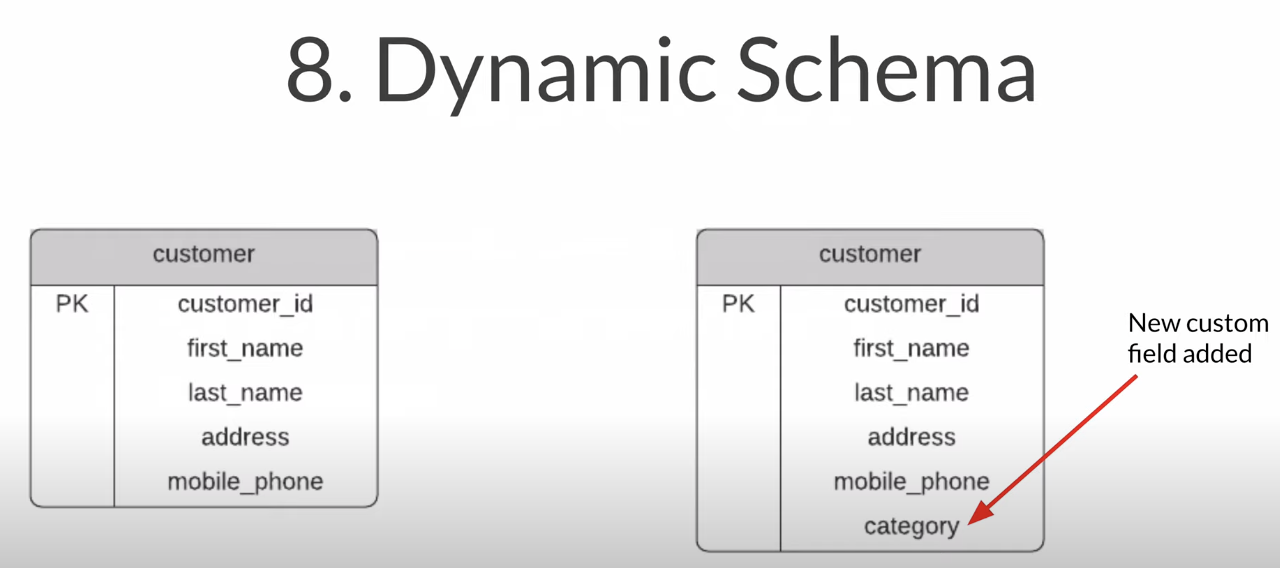 8. Dynamic Schema
customer
PK customer_id
first_name
last_name
address
mobile_phone
customer
PK customer_id
first_name
last_name
address
mobile_phone
category
New custom
field added